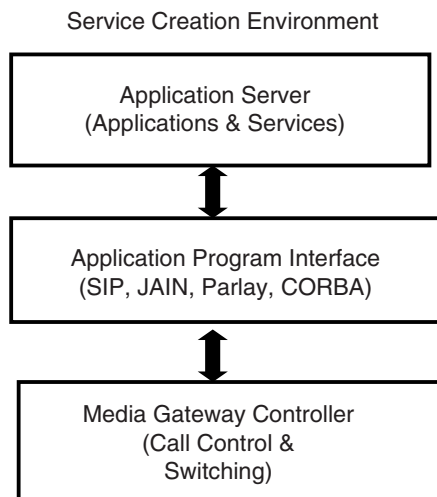 Service Creation Environment
Application Server
(Applications & Services)
Application Program Interface
(SIP, JAIN, Parlay, CORBA)
Media Gateway Controller
(Call Control &
Switching)